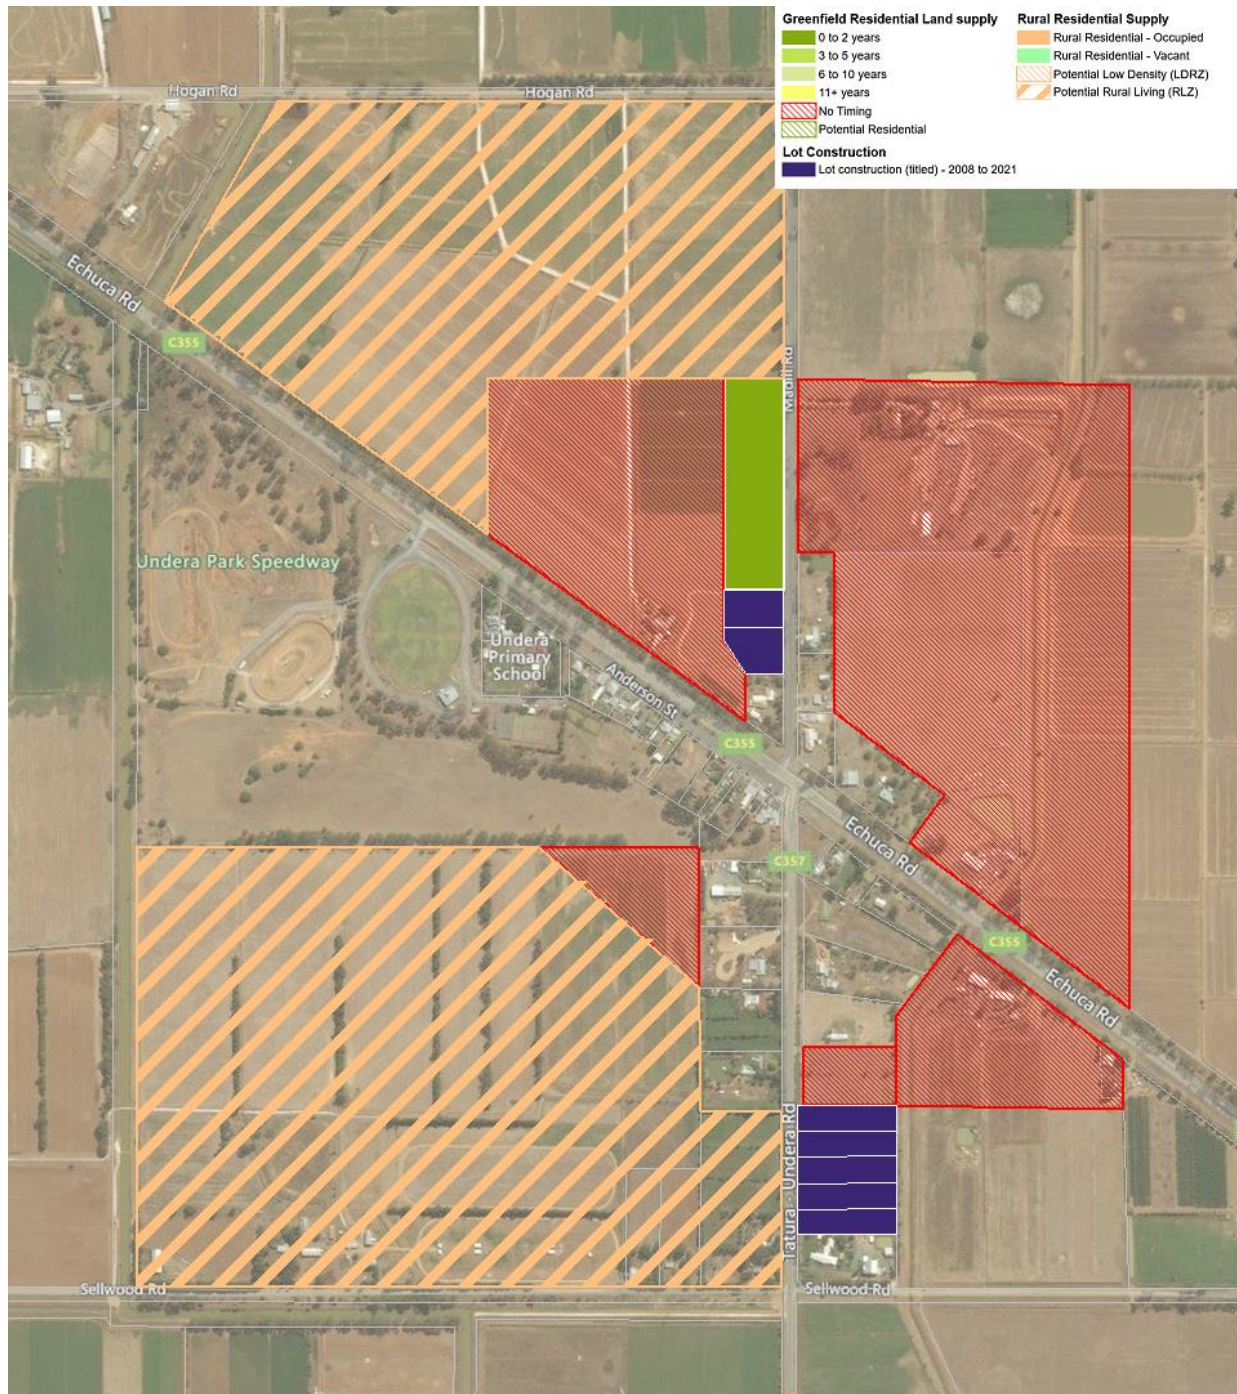 Greenfield Residential Land supply
0 to 2 years
3 to 5 years
6 to 10 years
11+ years
No Timing
Potential Residential
Lot Construction
Lot construction (titled) - 2008 to 2021
Rural Residential Supply
Rural Residential - Occupied
Rural Residential - Vacant
Potential Low Density (LDRZ)
Potential Rural Living (RLZ)
Hogan Rd
Hogan Rd
Echuca Rd
C355
Undera Park Speedway
Undera
Primary
School
Anderson St
C355
Echuca Rd
C357
C355
Echuca Rd
Tatura - Undera Rd
Sellwood Rd
Sellwood Rd